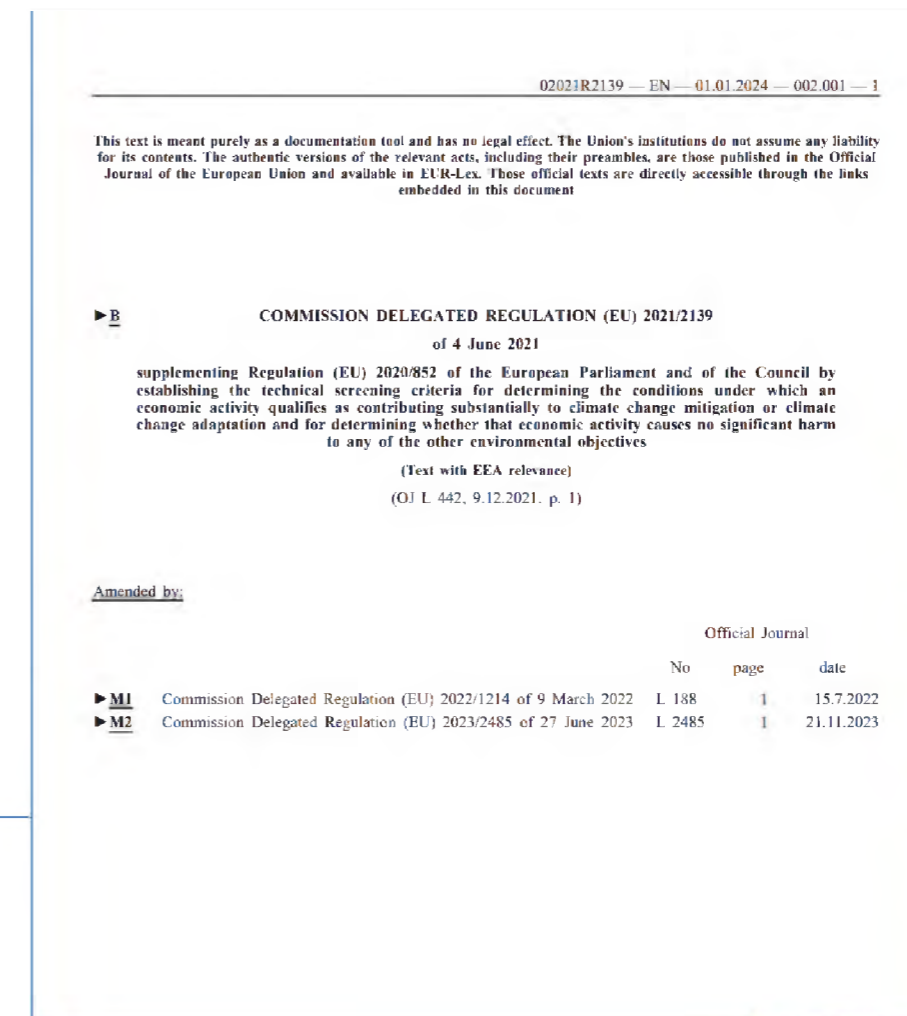 02021R2139 — EN — 01.01.2024 — 002.001 — 1
This text is meant purely as a documentation tool and has no legal effect. The Union's institutions do not assume any liability
for its contents. The authentic versions of the relevant acts, including their preambles, are those published in the Official
Journal of the European Union and available in EUR-Lex. Those official texts are directly accessible through the links
embedded in this document
►B COMMISSION DELEGATED REGULATION (EU) 2021/2139
of 4 June 2021
supplementing Regulation (EU) 2020/852 of the European Parliament and of the Council by
establishing the technical screening criteria for determining the conditions under which an
economic activity qualifies as contributing substantially to climate change mitigation or climate
change adaptation and for determining whether that economic activity causes no significant harm
to any of the other environmental objectives
(Text with EEA relevance)
(OJ L 442, 9.12.2021, p. 1)
Amended by:
Official Journal
No page date
►M1 Commission Delegated Regulation (EU) 2022/1214 of 9 March 2022 L 188 1 15.7.2022
►M2 Commission Delegated Regulation (EU) 2023/2485 of 27 June 2023 L 2485 1 21.11.2023